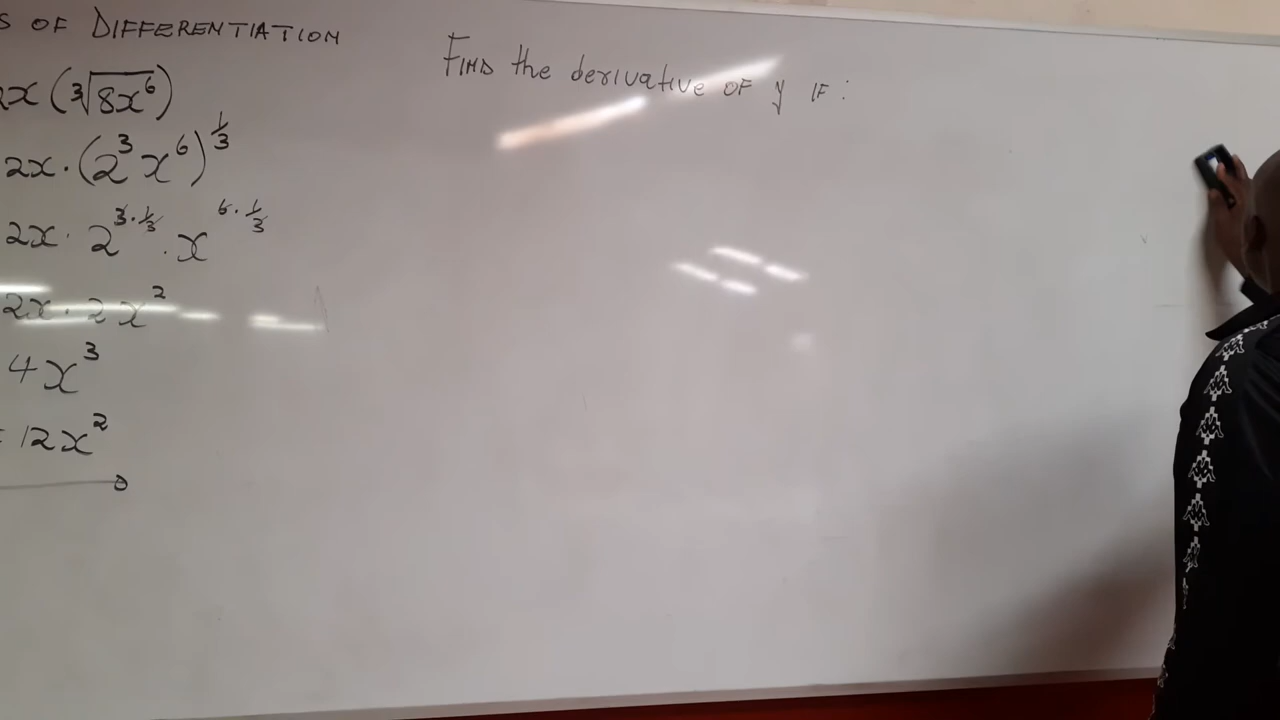 S OF DIFFERENTIATION
2x(∛8x⁶)
2x·(2³x⁶)^(1/3)
2x·2^(3·1/3)·x^(6·1/3)
2x·2x²
4x³
= 12x²
FIND the derivative OF y IF: